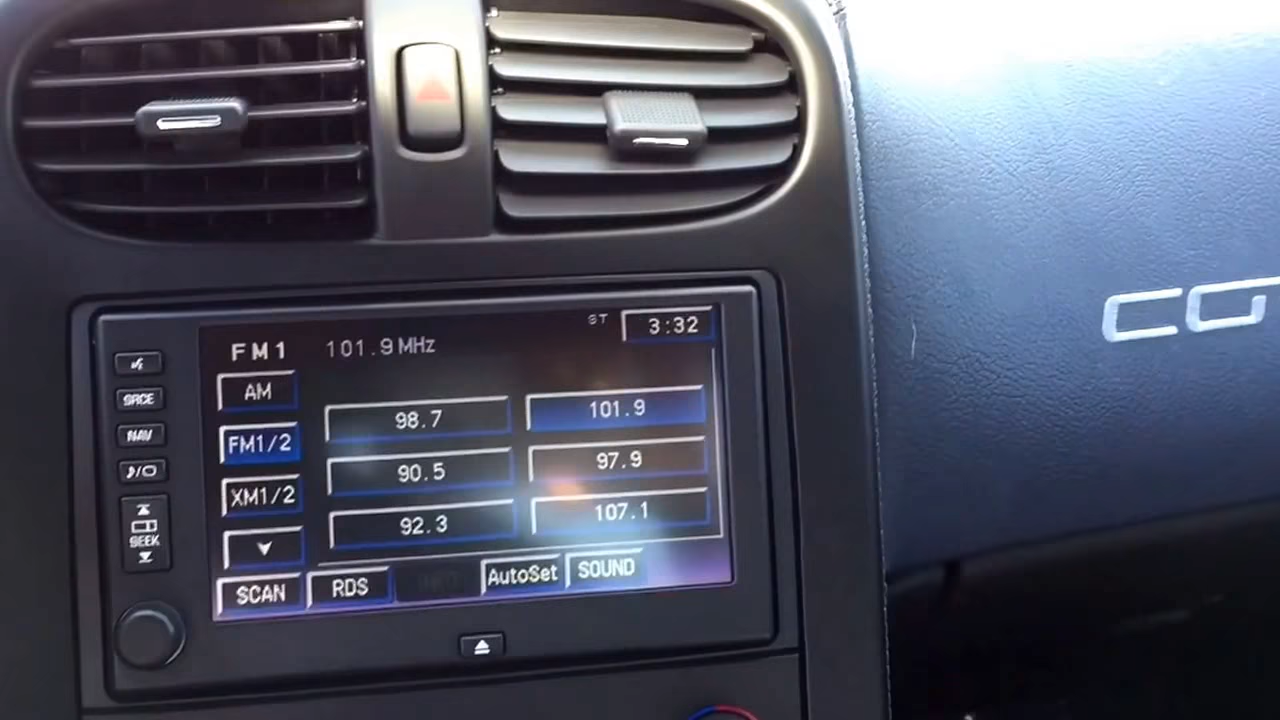 ST 3:32
FM1 101.9 MHz
AM
98.7 101.9
FM1/2
90.5 97.9
XM1/2
92.3 107.1
SCAN RDS AutoSet SOUND
SRCE
NAV
SEEK